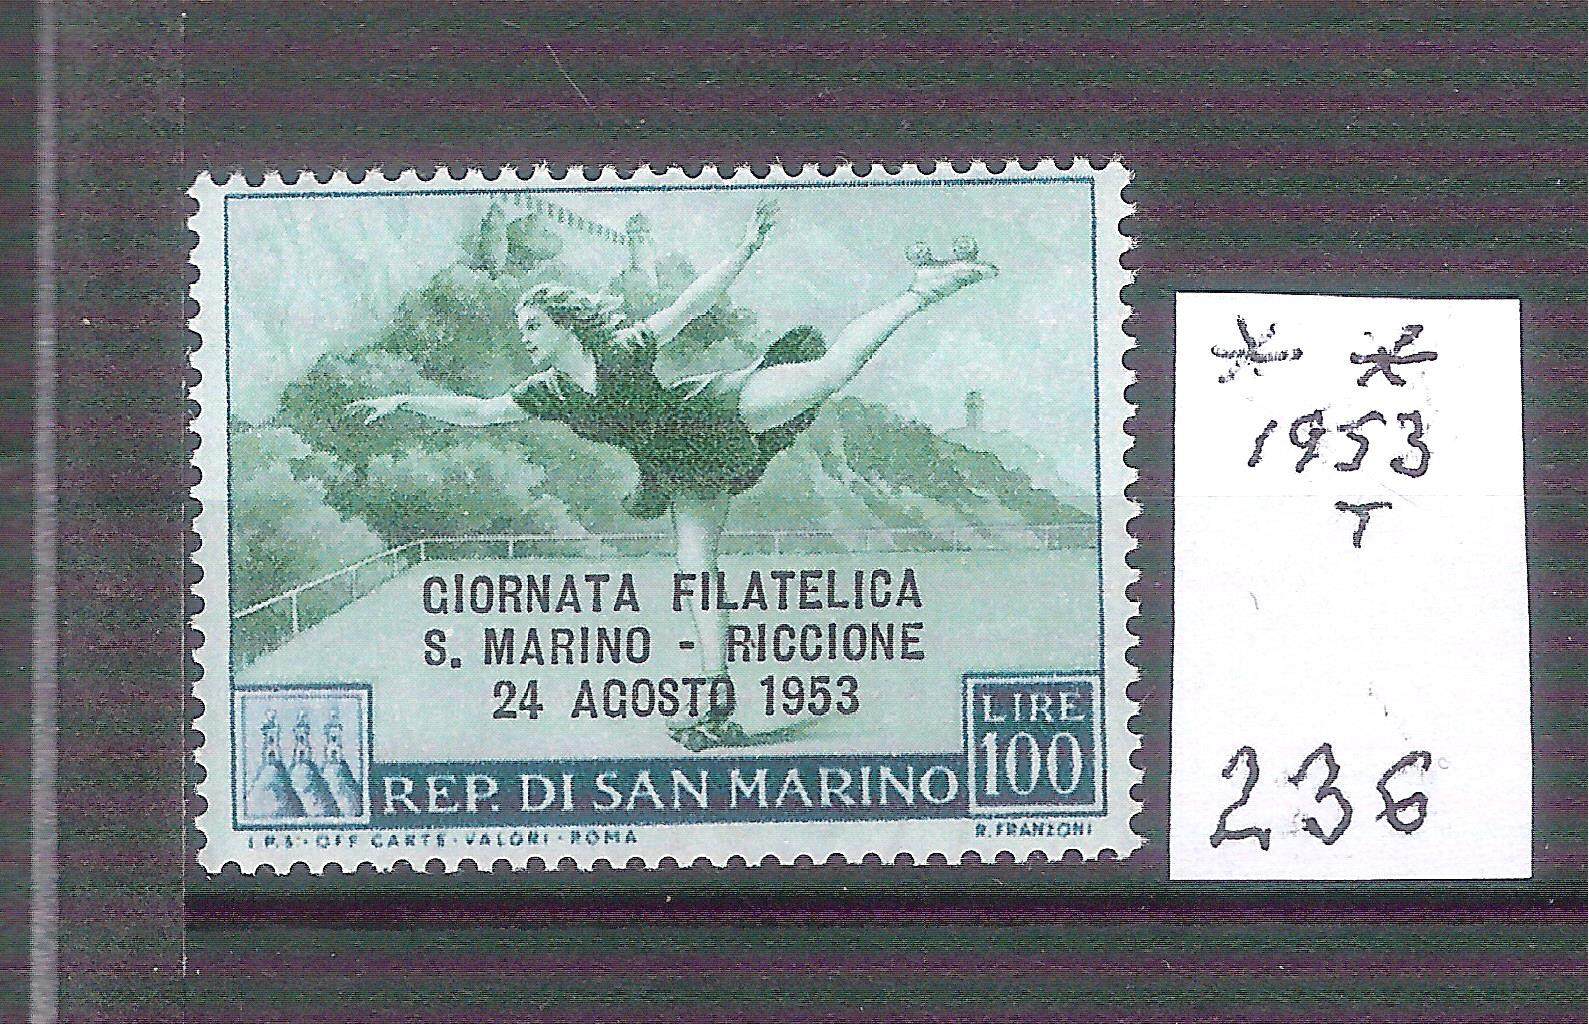 GIORNATA FILATELICA
S. MARINO - RICCIONE
24 AGOSTO 1953
LIRE
100
REP. DI SAN MARINO
I.P.S. · OFF. CARTE · VALORI · ROMA
R. FRANZONI
* *
1953
T
236